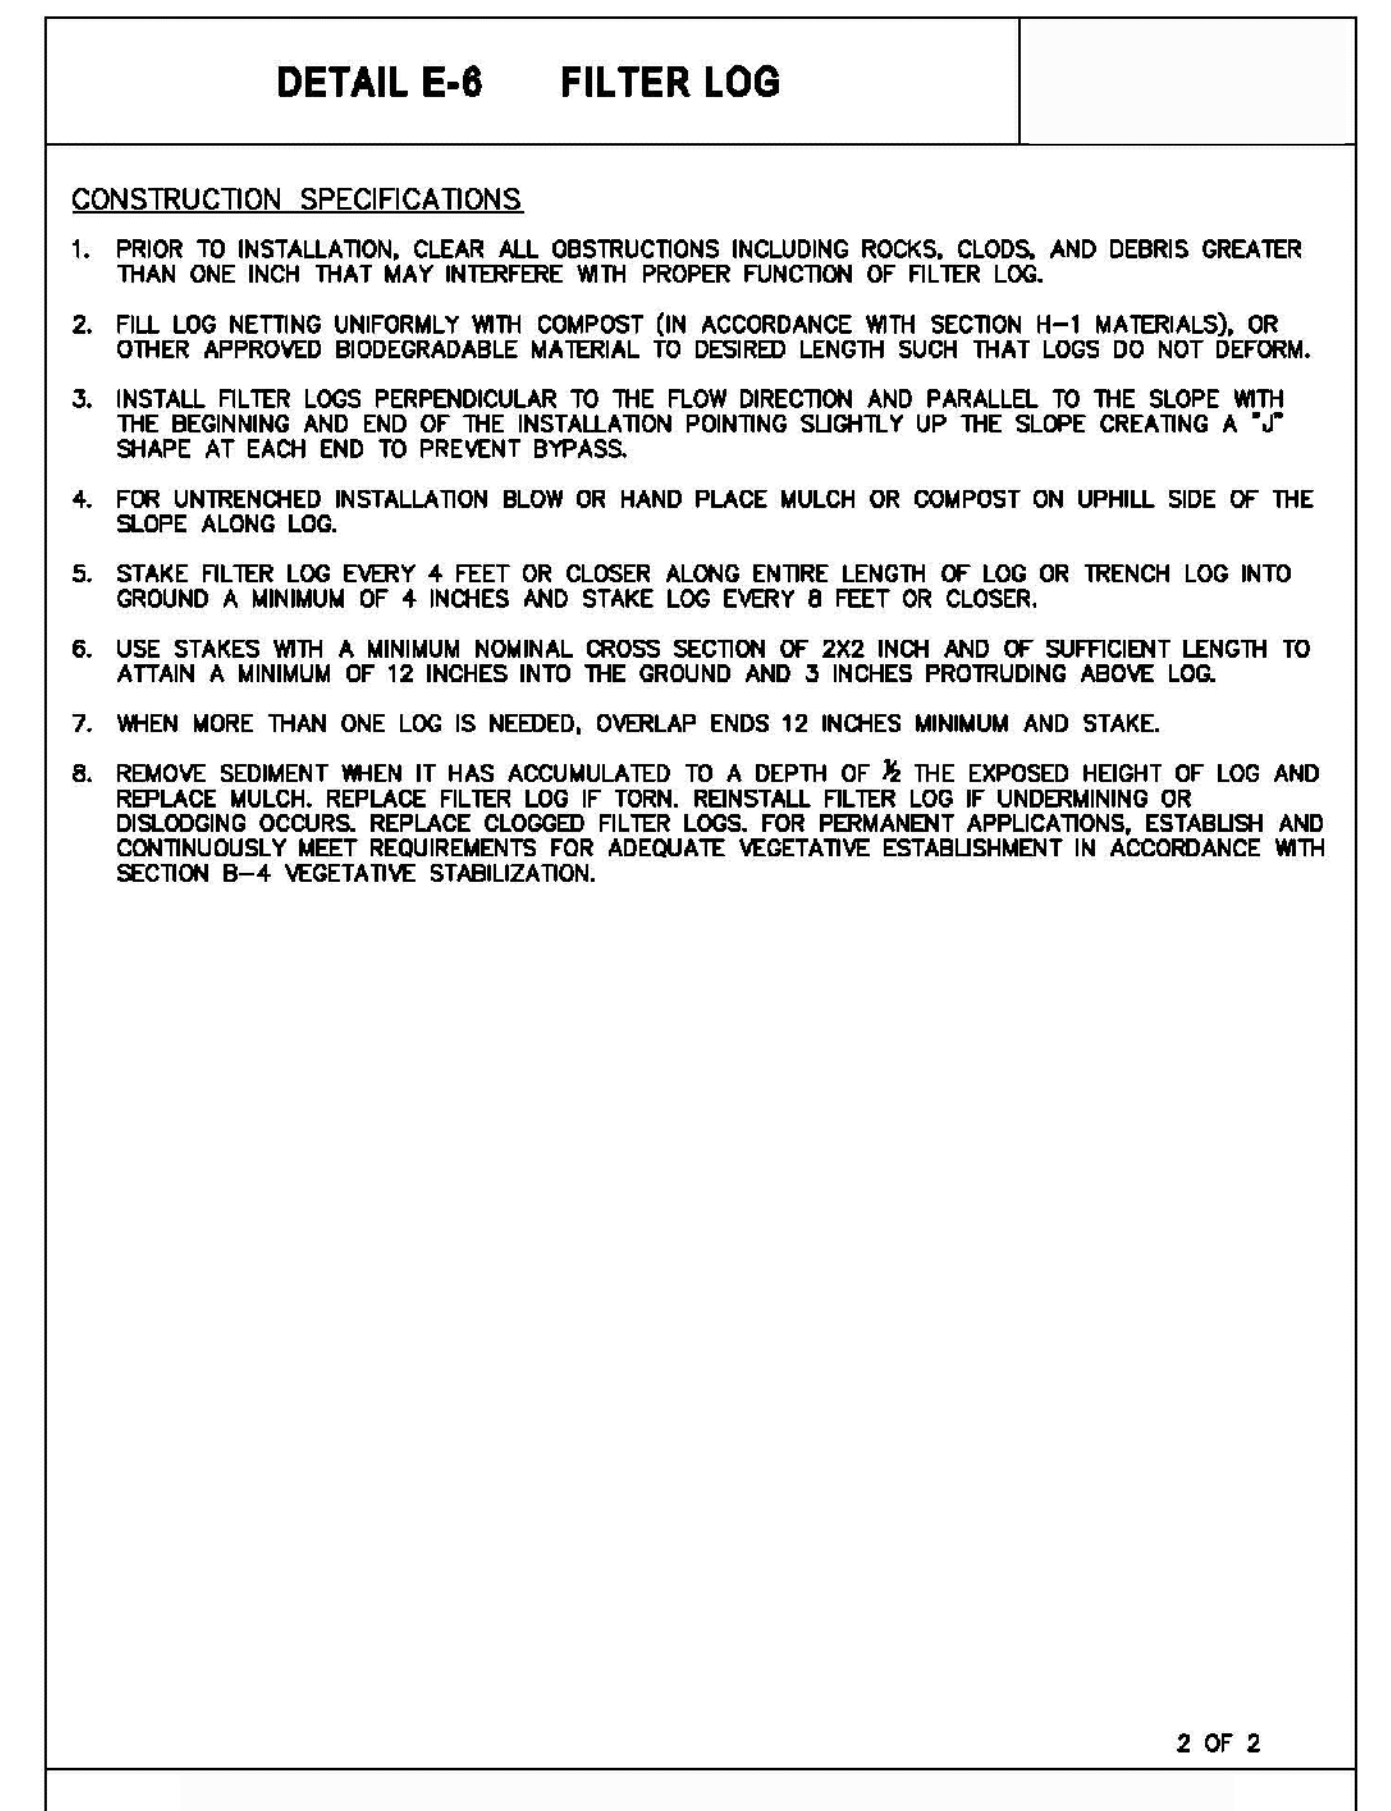 DETAIL E-6 FILTER LOG
CONSTRUCTION SPECIFICATIONS
1. PRIOR TO INSTALLATION, CLEAR ALL OBSTRUCTIONS INCLUDING ROCKS, CLODS, AND DEBRIS GREATER
THAN ONE INCH THAT MAY INTERFERE WITH PROPER FUNCTION OF FILTER LOG.
2. FILL LOG NETTING UNIFORMLY WITH COMPOST (IN ACCORDANCE WITH SECTION H-1 MATERIALS), OR
OTHER APPROVED BIODEGRADABLE MATERIAL TO DESIRED LENGTH SUCH THAT LOGS DO NOT DEFORM.
3. INSTALL FILTER LOGS PERPENDICULAR TO THE FLOW DIRECTION AND PARALLEL TO THE SLOPE WITH
THE BEGINNING AND END OF THE INSTALLATION POINTING SLIGHTLY UP THE SLOPE CREATING A "J"
SHAPE AT EACH END TO PREVENT BYPASS.
4. FOR UNTRENCHED INSTALLATION BLOW OR HAND PLACE MULCH OR COMPOST ON UPHILL SIDE OF THE
SLOPE ALONG LOG.
5. STAKE FILTER LOG EVERY 4 FEET OR CLOSER ALONG ENTIRE LENGTH OF LOG OR TRENCH LOG INTO
GROUND A MINIMUM OF 4 INCHES AND STAKE LOG EVERY 8 FEET OR CLOSER.
6. USE STAKES WITH A MINIMUM NOMINAL CROSS SECTION OF 2X2 INCH AND OF SUFFICIENT LENGTH TO
ATTAIN A MINIMUM OF 12 INCHES INTO THE GROUND AND 3 INCHES PROTRUDING ABOVE LOG.
7. WHEN MORE THAN ONE LOG IS NEEDED, OVERLAP ENDS 12 INCHES MINIMUM AND STAKE.
8. REMOVE SEDIMENT WHEN IT HAS ACCUMULATED TO A DEPTH OF ½ THE EXPOSED HEIGHT OF LOG AND
REPLACE MULCH. REPLACE FILTER LOG IF TORN. REINSTALL FILTER LOG IF UNDERMINING OR
DISLODGING OCCURS. REPLACE CLOGGED FILTER LOGS. FOR PERMANENT APPLICATIONS, ESTABLISH AND
CONTINUOUSLY MEET REQUIREMENTS FOR ADEQUATE VEGETATIVE ESTABLISHMENT IN ACCORDANCE WITH
SECTION B-4 VEGETATIVE STABILIZATION.
2 OF 2